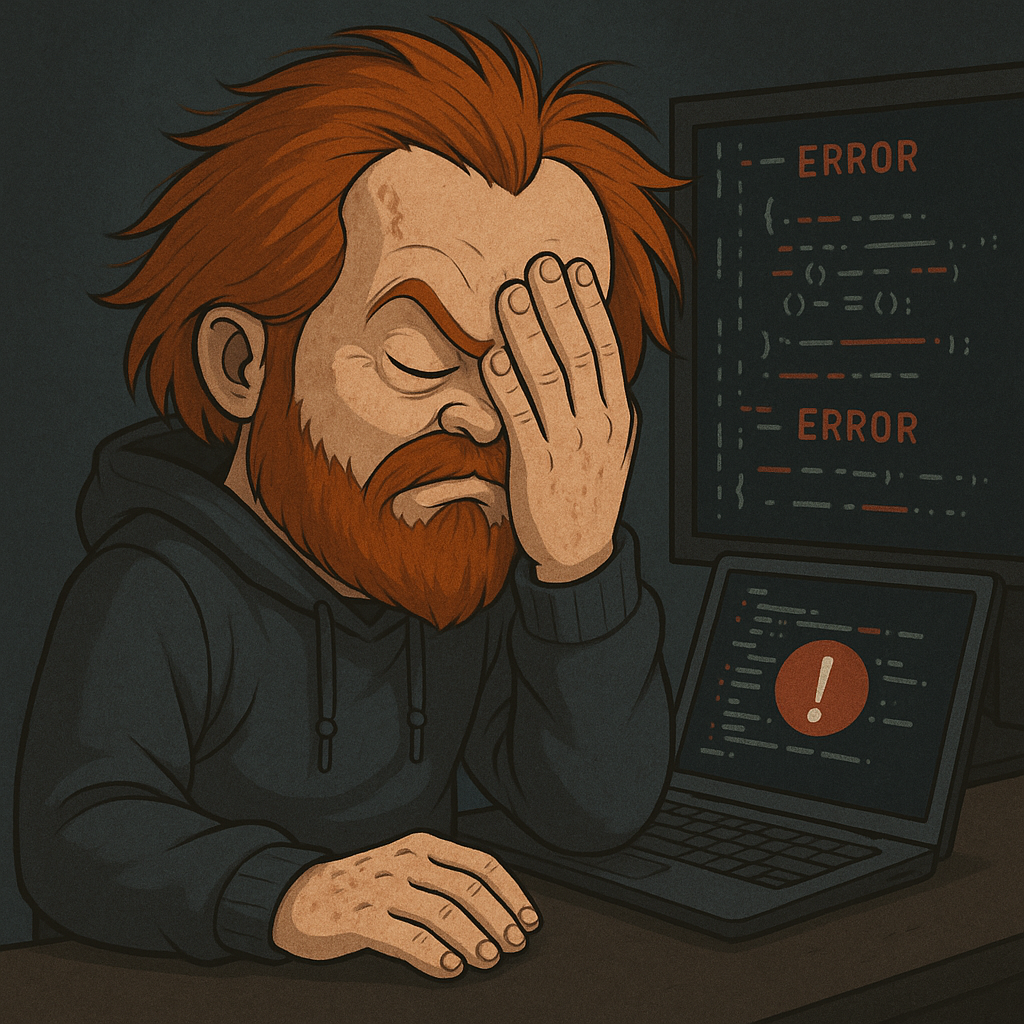 ERROR
{
()
() - = () :
)
ERROR
!